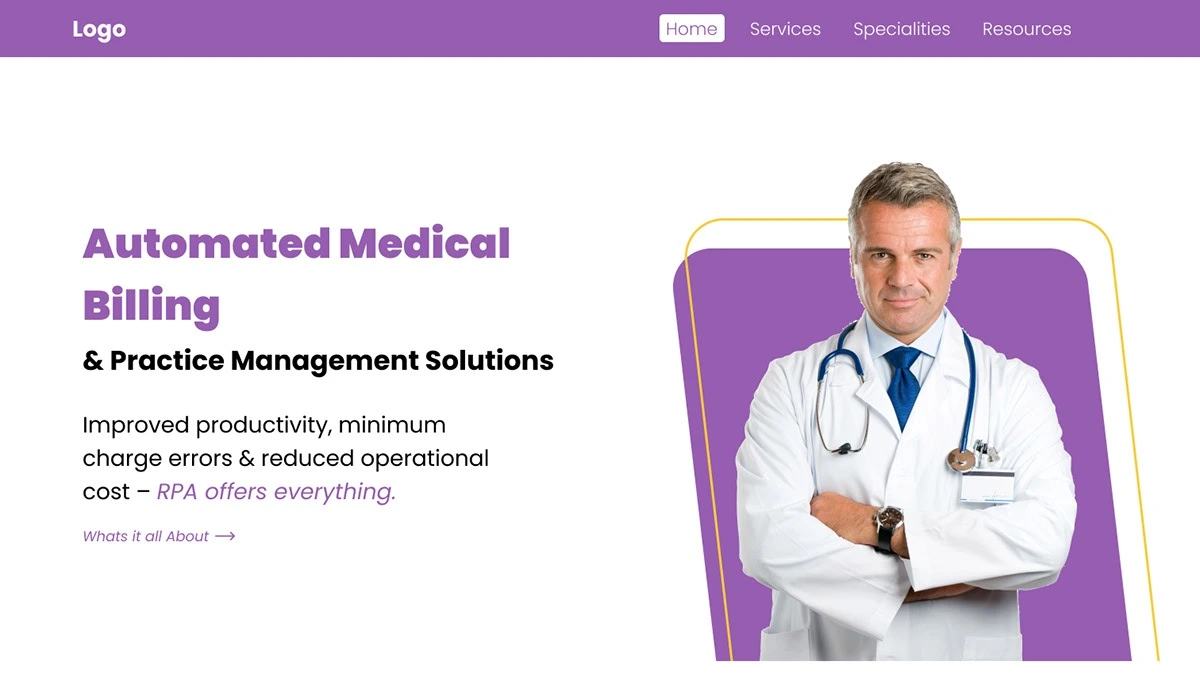 Logo
Home
Services
Specialities
Resources
Automated Medical
Billing
& Practice Management Solutions
Improved productivity, minimum
charge errors & reduced operational
cost – RPA offers everything.
Whats it all About ⟶